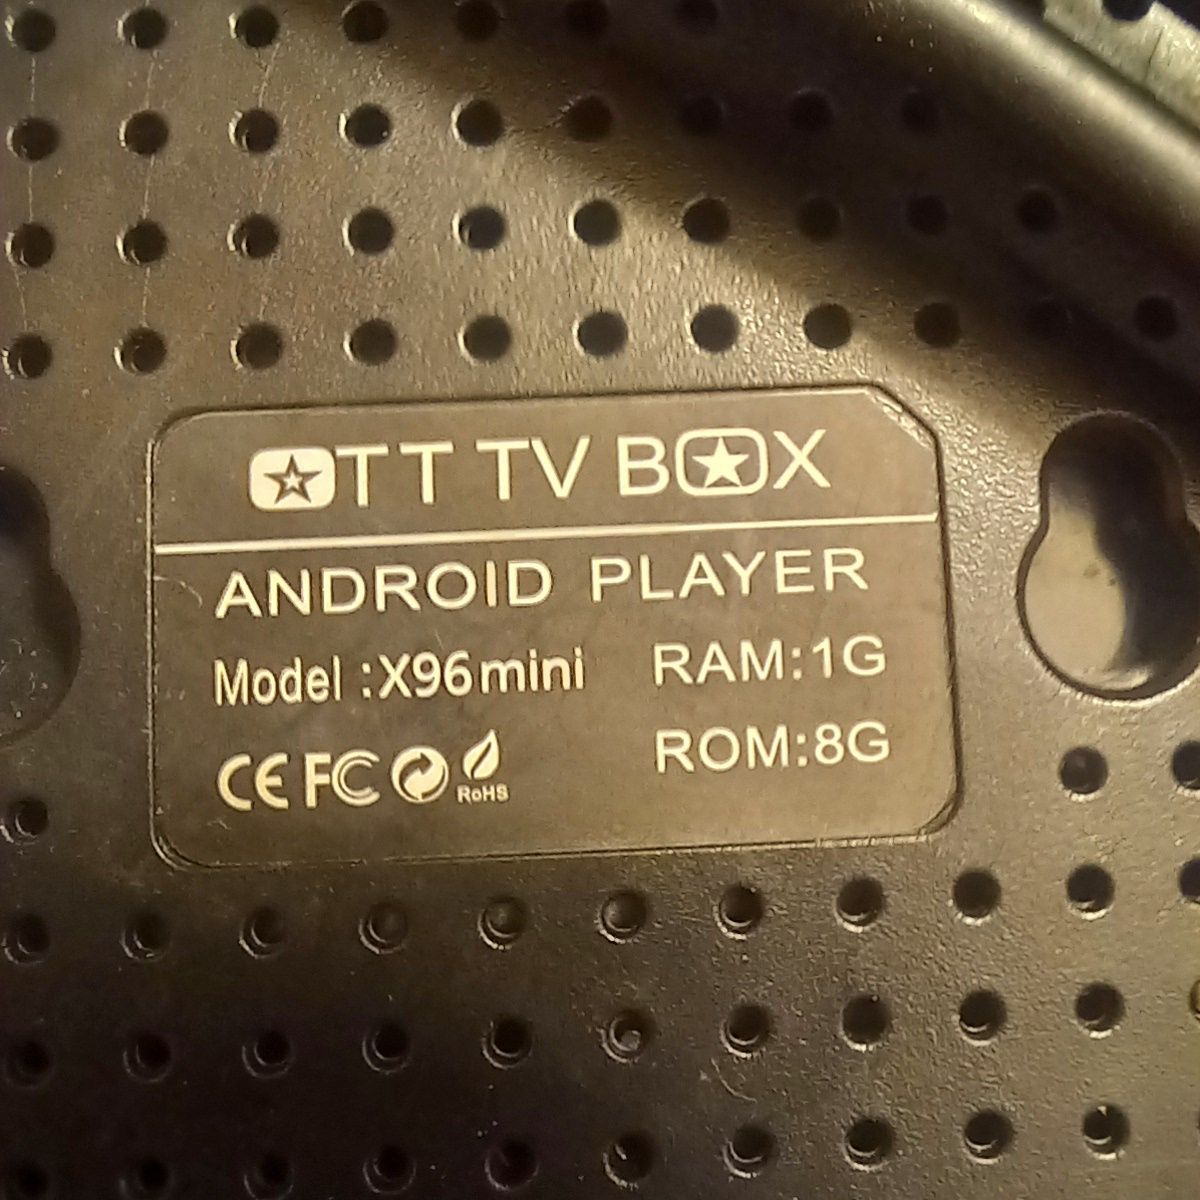 OTT TV BOX
ANDROID PLAYER
Model :X96mini RAM:1G
CE FC RoHS ROM:8G